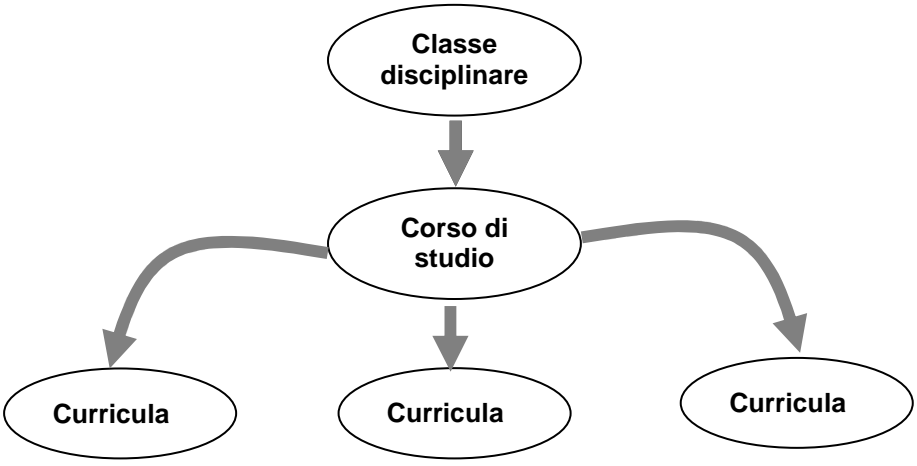 Classe
disciplinare
Corso di
studio
Curricula
Curricula
Curricula